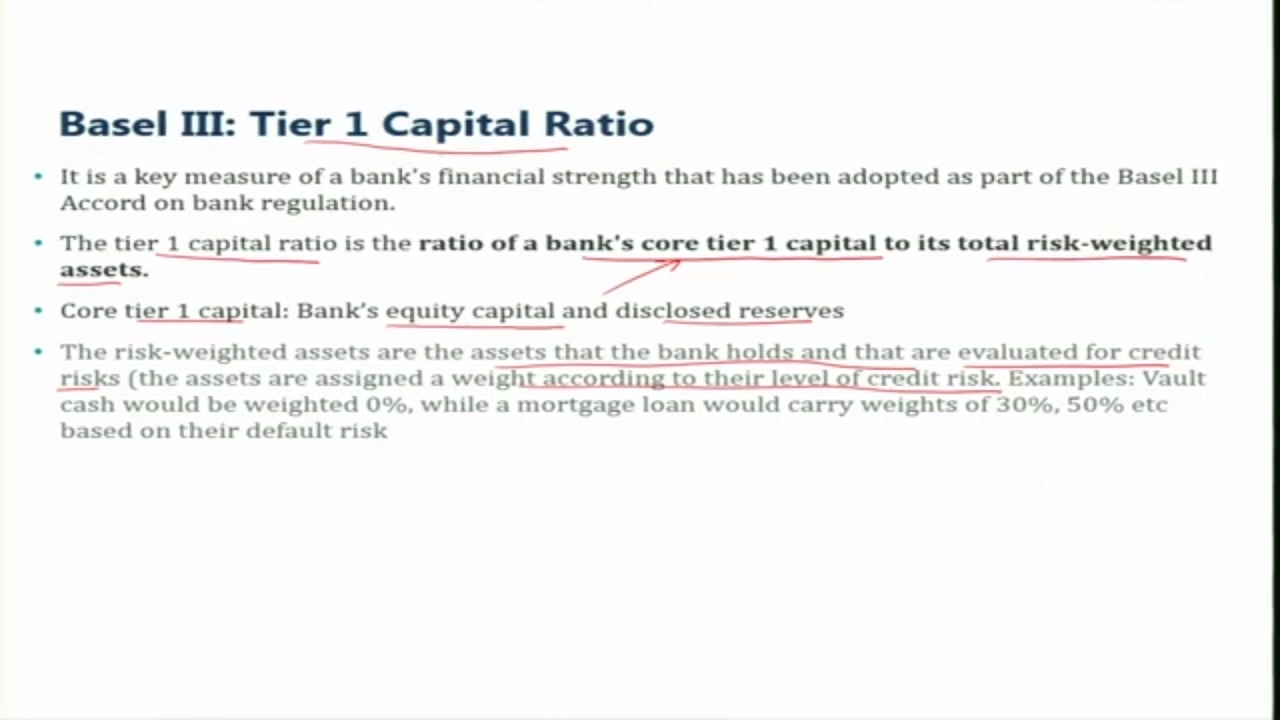 Basel III: Tier 1 Capital Ratio
• It is a key measure of a bank's financial strength that has been adopted as part of the Basel III
Accord on bank regulation.
• The tier 1 capital ratio is the ratio of a bank's core tier 1 capital to its total risk-weighted
assets.
• Core tier 1 capital: Bank's equity capital and disclosed reserves
• The risk-weighted assets are the assets that the bank holds and that are evaluated for credit
risks (the assets are assigned a weight according to their level of credit risk. Examples: Vault
cash would be weighted 0%, while a mortgage loan would carry weights of 30%, 50% etc
based on their default risk